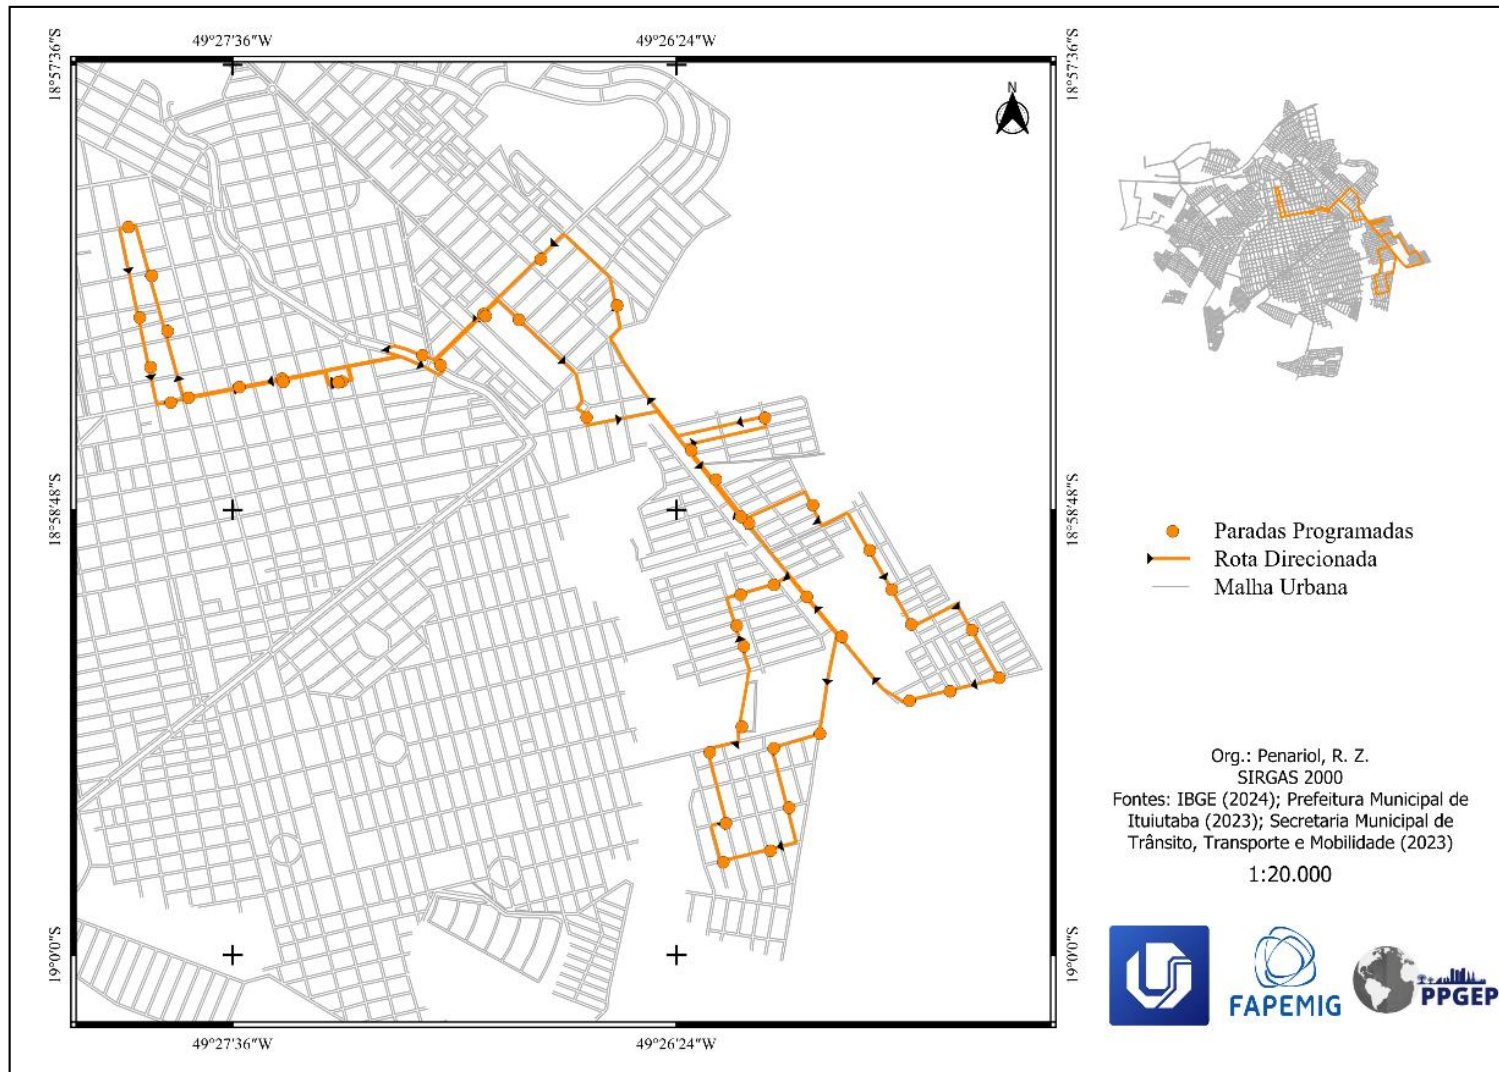 49°27'36"W
49°26'24"W
18°57'36"S
18°57'36"S
N
18°58'48"S
18°58'48"S
Paradas Programadas
Rota Direcionada
Malha Urbana
Org.: Penariol, R. Z.
SIRGAS 2000
Fontes: IBGE (2024); Prefeitura Municipal de
Ituiutaba (2023); Secretaria Municipal de
Trânsito, Transporte e Mobilidade (2023)
1:20.000
19°0'0"S
19°0'0"S
FAPEMIG
PPGEP
49°27'36"W
49°26'24"W